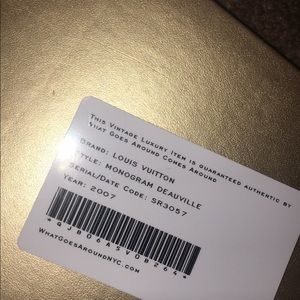 This Vintage Luxury Item is guaranteed authentic by
What Goes Around Comes Around
Brand: Louis Vuitton
Style: Monogram Deauville
Serial/Date Code: SR3057
Year: 2007
WhatGoesAroundNYC.com